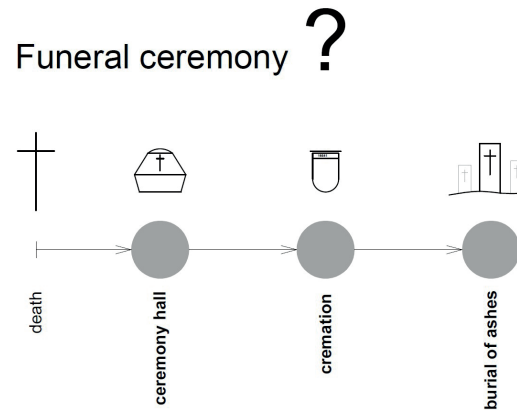 Funeral ceremony ?
death
ceremony hall
cremation
burial of ashes